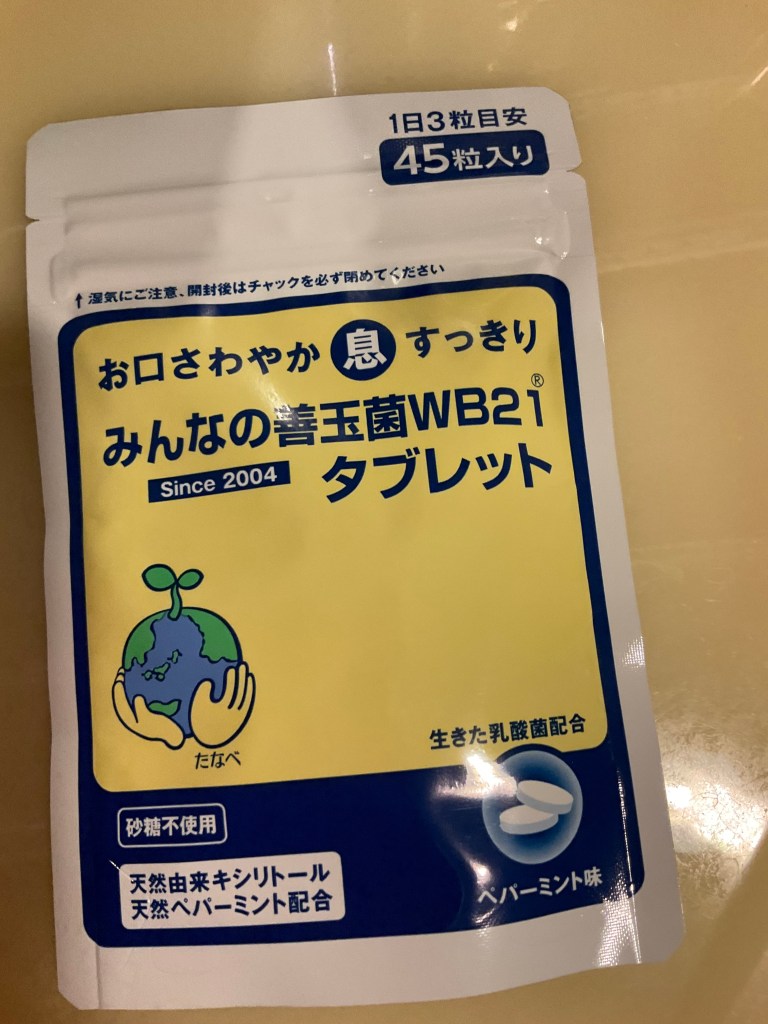 1日3粒目安
45粒入り
↑湿気にご注意、開封後はチャックを必ず閉めてください
お口さわやか息すっきり
みんなの善玉菌WB21®
Since 2004 タブレット
たなべ
生きた乳酸菌配合
砂糖不使用
天然由来キシリトール
天然ペパーミント配合
ペパーミント味